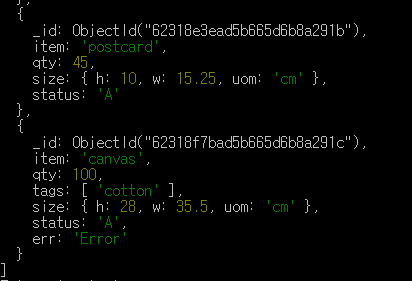 },
{
_id: ObjectId("62318e3ead5b665d6b8a291b"),
item: 'postcard',
qty: 45,
size: { h: 10, w: 15.25, uom: 'cm' },
status: 'A'
},
{
_id: ObjectId("62318f7bad5b665d6b8a291c"),
item: 'canvas',
qty: 100,
tags: [ 'cotton' ],
size: { h: 28, w: 35.5, uom: 'cm' },
status: 'A',
err: 'Error'
}
]